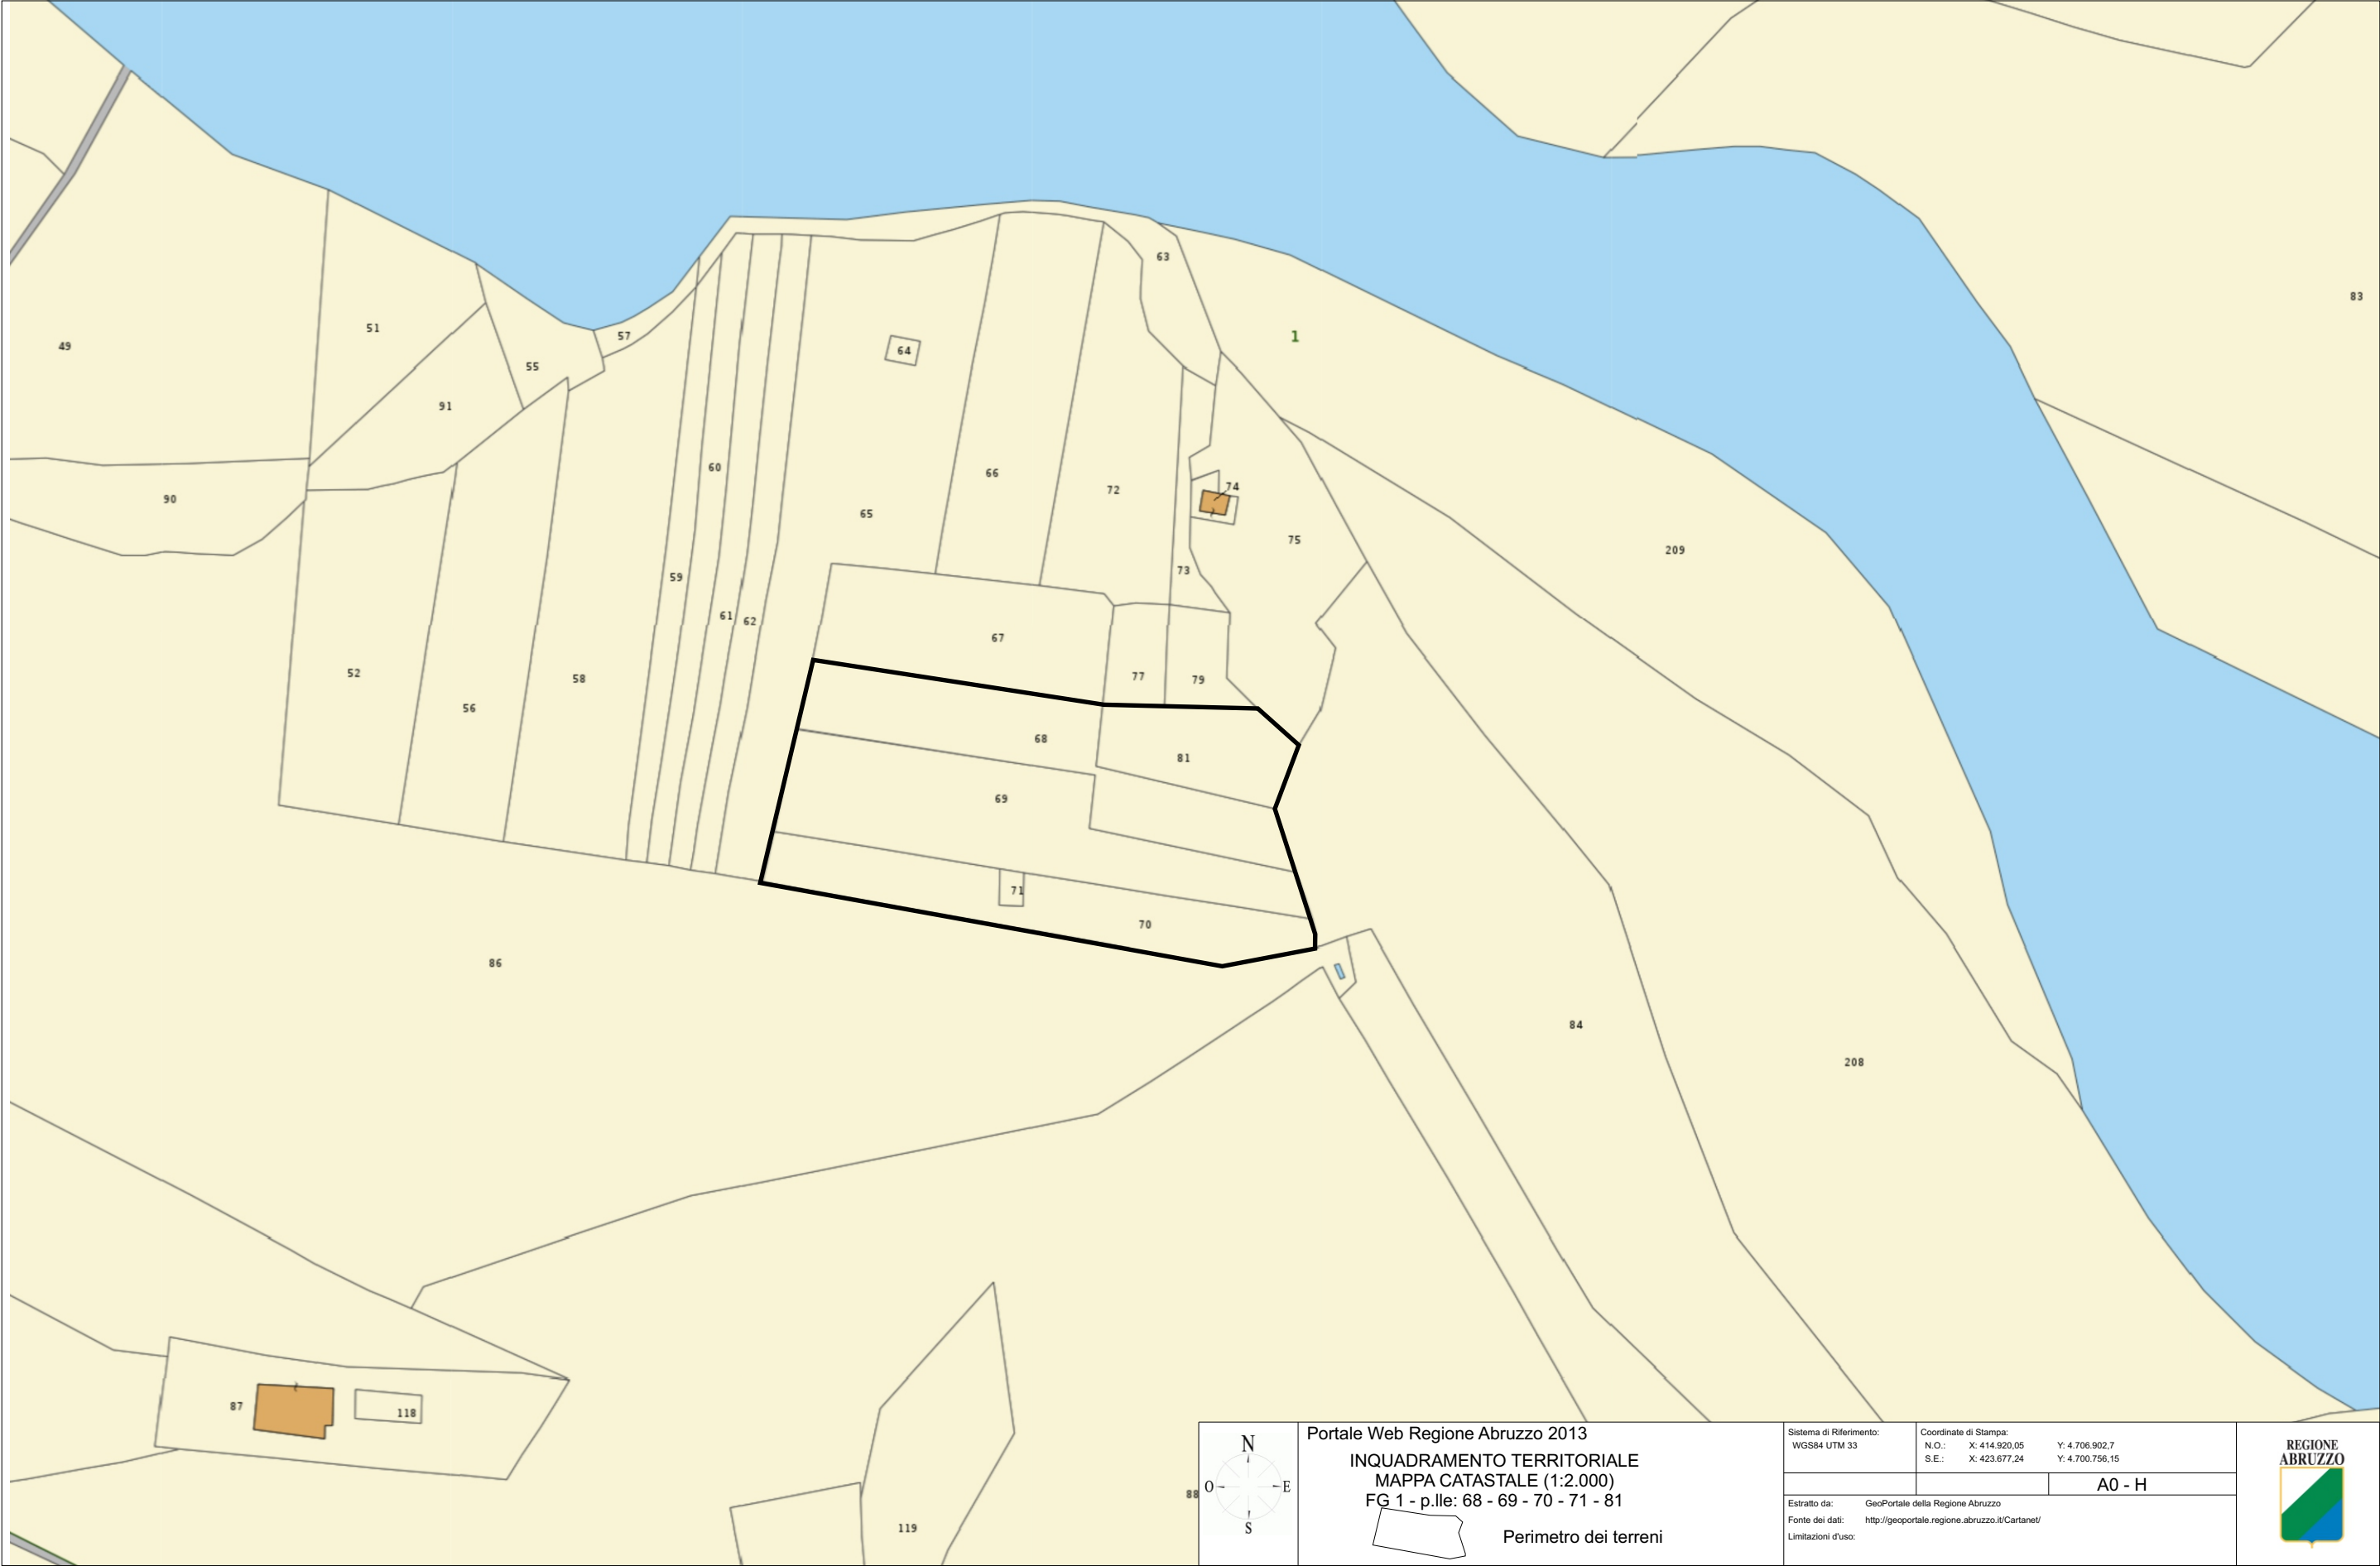 83
63
1
57
51
49
64
55
91
60
66
74
72
90
65
75
209
73
59
61
62
67
52
77
79
58
56
68
81
69
71
70
86
84
208
87
118
88
119
N
O
E
S
Portale Web Regione Abruzzo 2013
INQUADRAMENTO TERRITORIALE
MAPPA CATASTALE (1:2.000)
FG 1 - p.lle: 68 - 69 - 70 - 71 - 81
Perimetro dei terreni
Sistema di Riferimento:
WGS84 UTM 33
Coordinate di Stampa:
N.O.: X: 414.920,05 Y: 4.706.902,7
S.E.: X: 423.677,24 Y: 4.700.756,15
A0 - H
Estratto da: GeoPortale della Regione Abruzzo
Fonte dei dati: http://geoportale.regione.abruzzo.it/Cartanet/
Limitazioni d'uso:
REGIONE
ABRUZZO